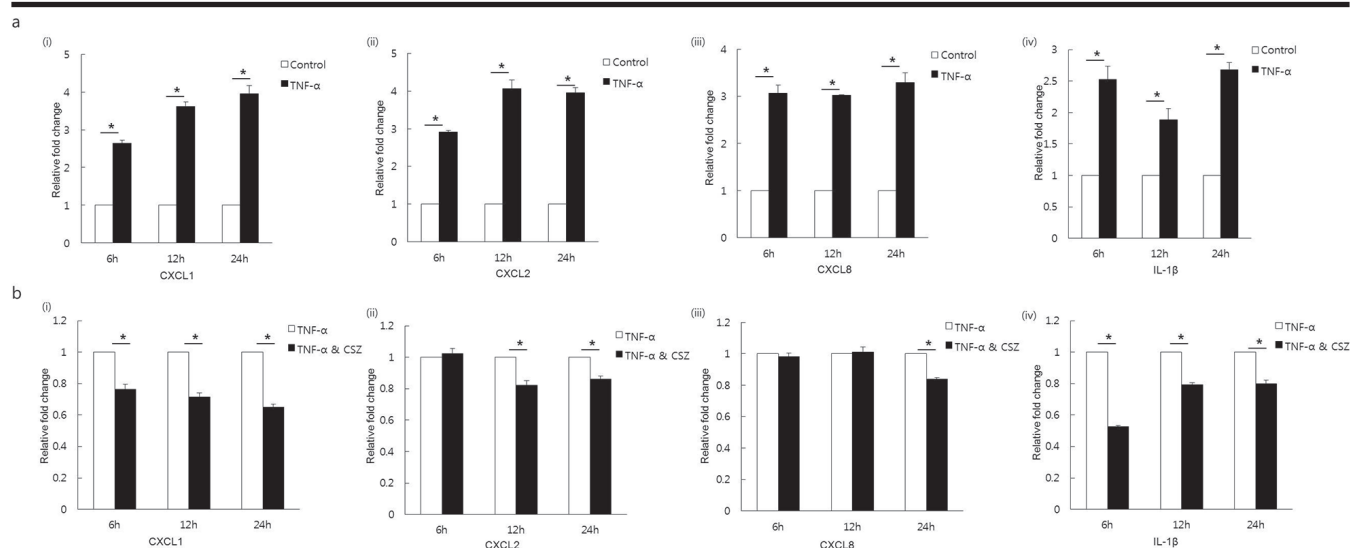 a
(i)
Control
TNF-α
Relative fold change
5
4
3
2
1
0
* * *
6h 12h 24h
CXCL1
(ii)
Control
TNF-α
Relative fold change
5
4
3
2
1
0
* * *
6h 12h 24h
CXCL2
(iii)
Control
TNF-α
Relative fold change
4
3
2
1
0
* * *
6h 12h 24h
CXCL8
(iv)
Control
TNF-α
Relative fold change
3
2.5
2
1.5
1
0.5
0
* * *
6h 12h 24h
IL-1β
b
(i)
TNF-α
TNF-α & CSZ
Relative fold change
1.2
1
0.8
0.6
0.4
0.2
0
* * *
6h 12h 24h
CXCL1
(ii)
TNF-α
TNF-α & CSZ
Relative fold change
1.2
1
0.8
0.6
0.4
0.2
0
* *
6h 12h 24h
CXCL2
(iii)
TNF-α
TNF-α & CSZ
Relative fold change
1.2
1
0.8
0.6
0.4
0.2
0
*
6h 12h 24h
CXCL8
(iv)
TNF-α
TNF-α & CSZ
Relative fold change
1.2
1
0.8
0.6
0.4
0.2
0
* * *
6h 12h 24h
IL-1β